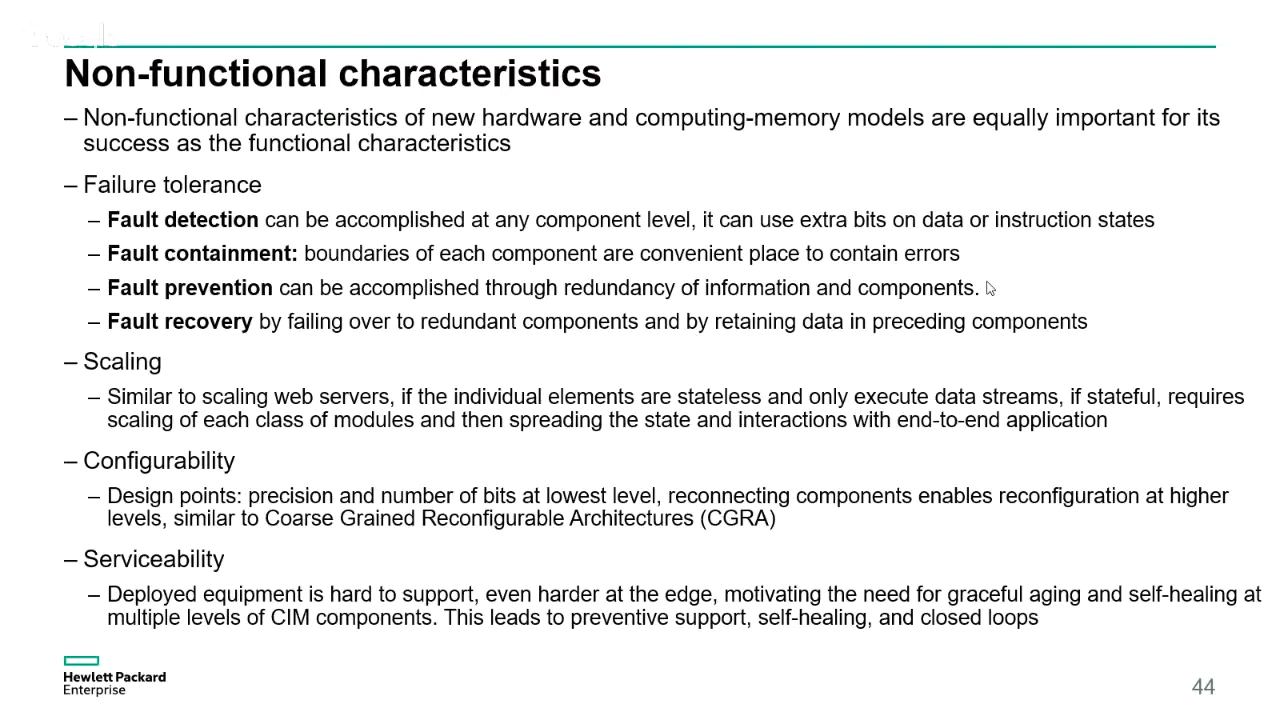 Non-functional characteristics
– Non-functional characteristics of new hardware and computing-memory models are equally important for its
success as the functional characteristics
– Failure tolerance
– Fault detection can be accomplished at any component level, it can use extra bits on data or instruction states
– Fault containment: boundaries of each component are convenient place to contain errors
– Fault prevention can be accomplished through redundancy of information and components.
– Fault recovery by failing over to redundant components and by retaining data in preceding components
– Scaling
– Similar to scaling web servers, if the individual elements are stateless and only execute data streams, if stateful, requires
scaling of each class of modules and then spreading the state and interactions with end-to-end application
– Configurability
– Design points: precision and number of bits at lowest level, reconnecting components enables reconfiguration at higher
levels, similar to Coarse Grained Reconfigurable Architectures (CGRA)
– Serviceability
– Deployed equipment is hard to support, even harder at the edge, motivating the need for graceful aging and self-healing at
multiple levels of CIM components. This leads to preventive support, self-healing, and closed loops
Hewlett Packard
Enterprise
44